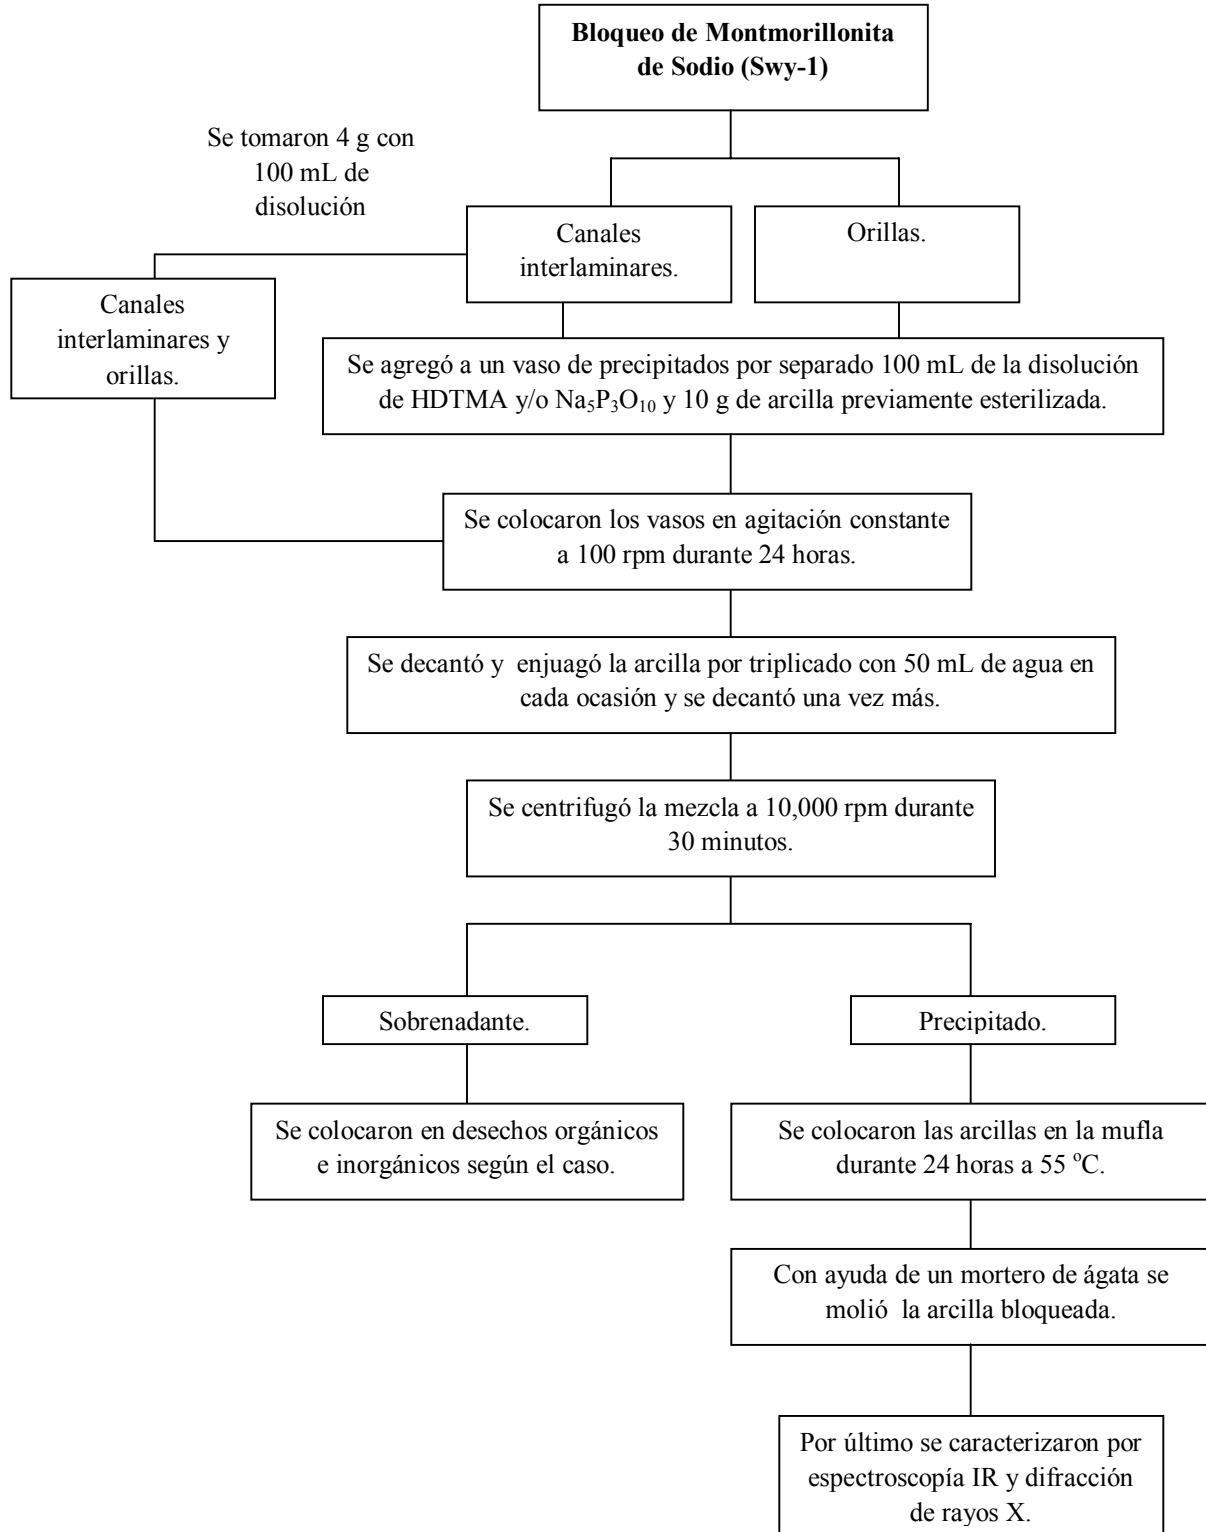 Bloqueo de Montmorillonita
de Sodio (Swy-1)
Se tomaron 4 g con
100 mL de
disolución
Canales
interlaminares.
Orillas.
Canales
interlaminares y
orillas.
Se agregó a un vaso de precipitados por separado 100 mL de la disolución
de HDTMA y/o Na₅P₃O₁₀ y 10 g de arcilla previamente esterilizada.
Se colocaron los vasos en agitación constante
a 100 rpm durante 24 horas.
Se decantó y enjuagó la arcilla por triplicado con 50 mL de agua en
cada ocasión y se decantó una vez más.
Se centrifugó la mezcla a 10,000 rpm durante
30 minutos.
Sobrenadante.
Precipitado.
Se colocaron en desechos orgánicos
e inorgánicos según el caso.
Se colocaron las arcillas en la mufla
durante 24 horas a 55 °C.
Con ayuda de un mortero de ágata se
molió la arcilla bloqueada.
Por último se caracterizaron por
espectroscopía IR y difracción
de rayos X.